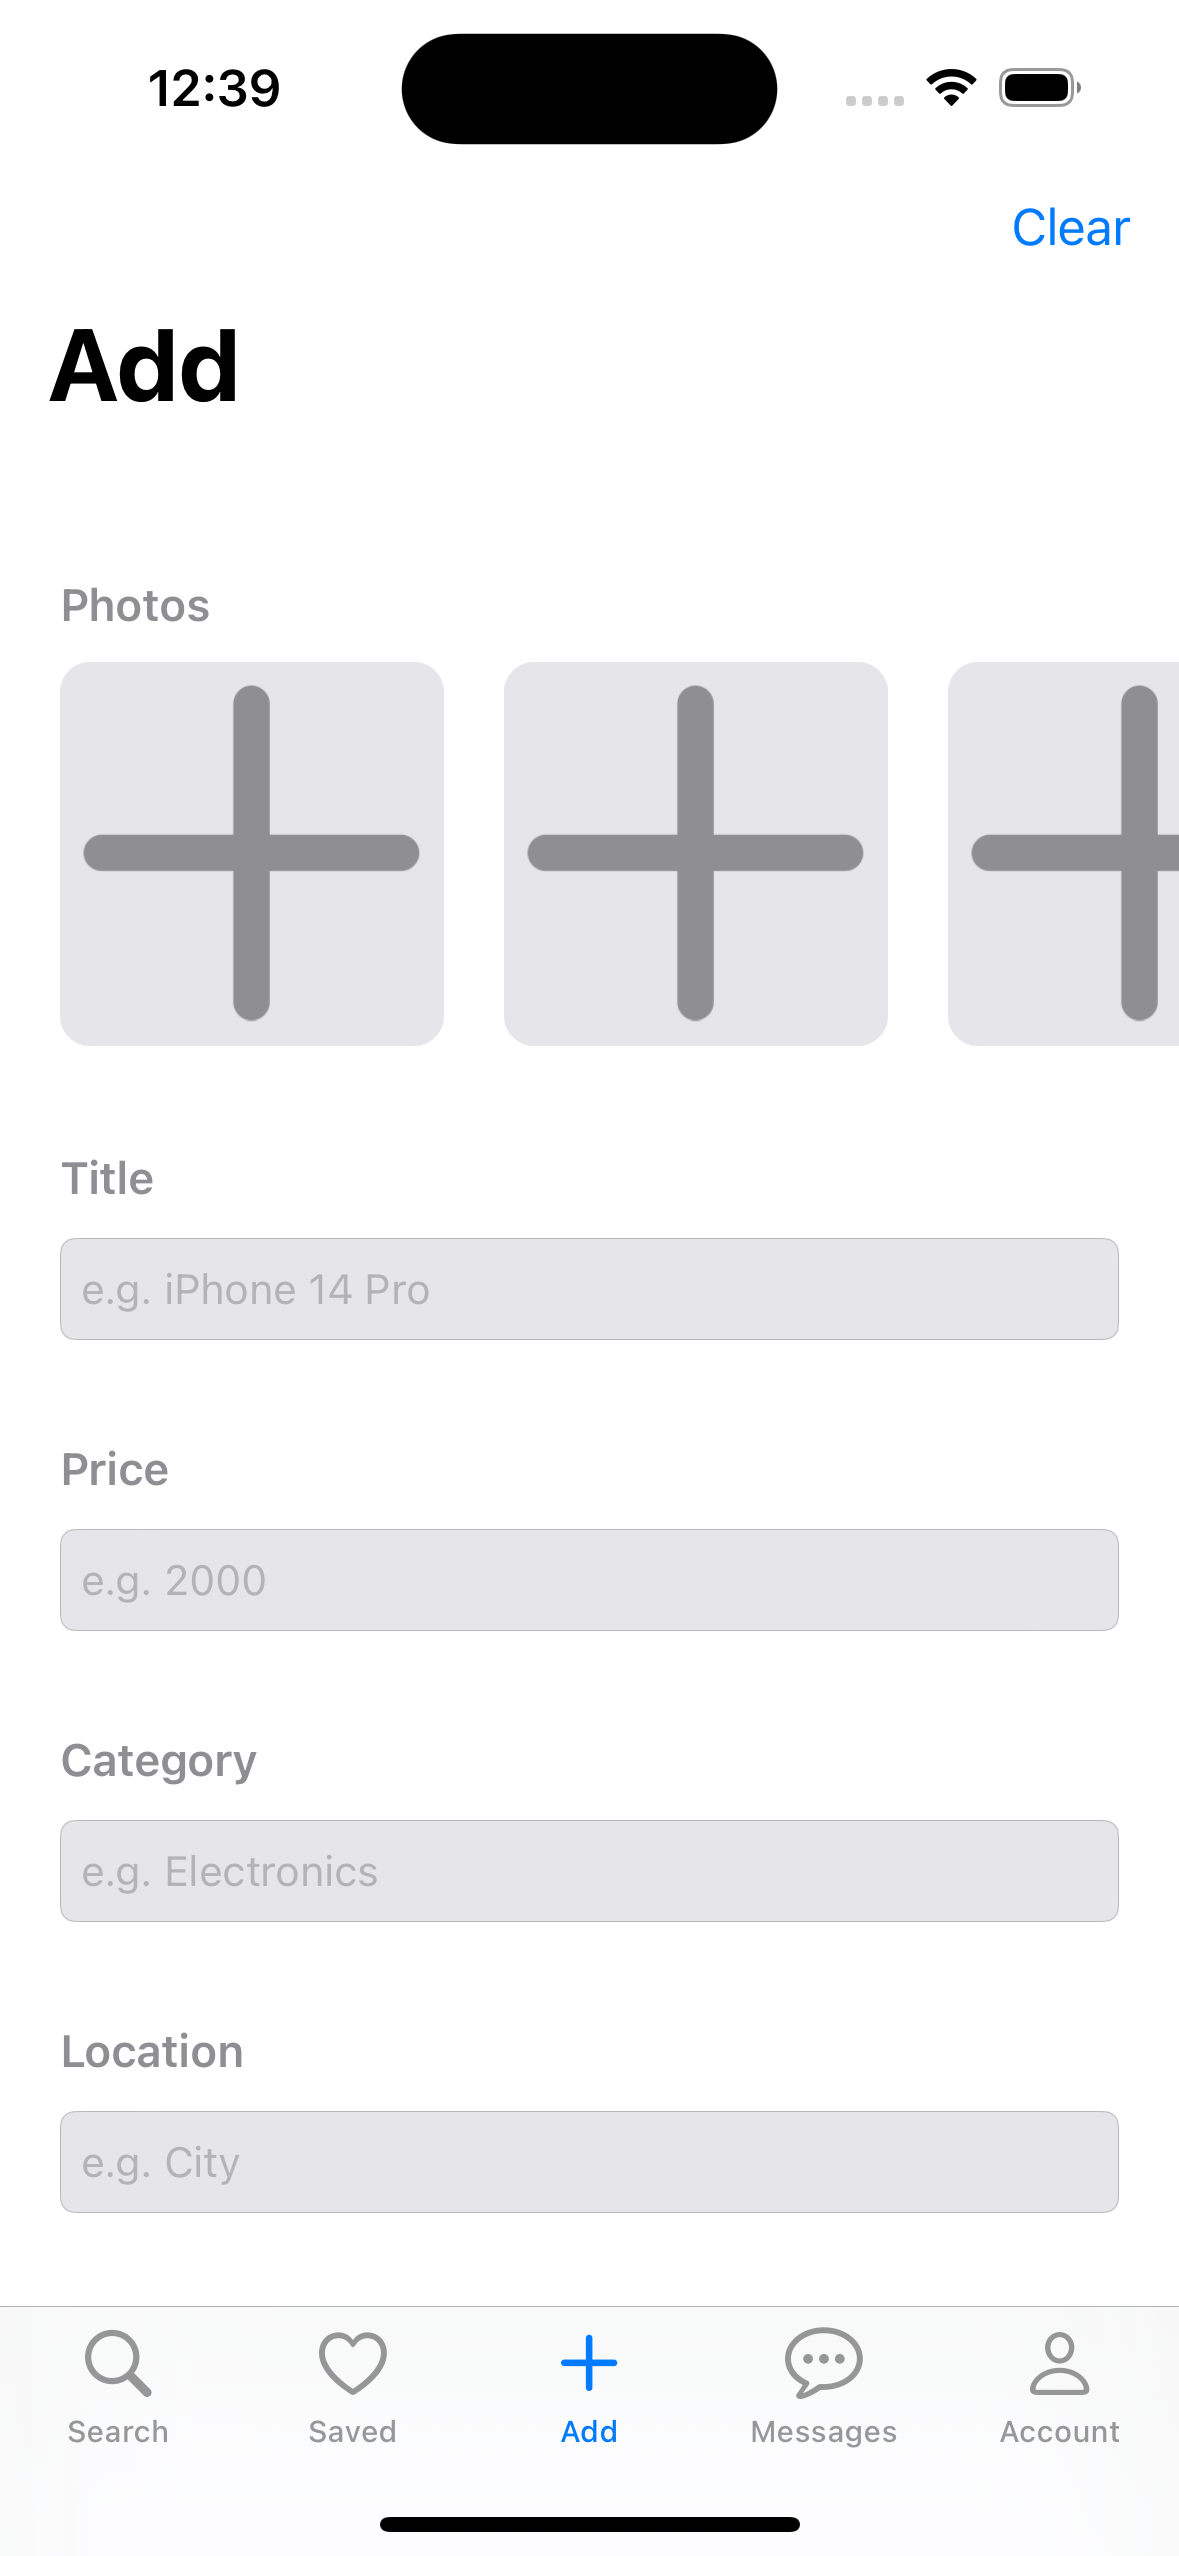 12:39
Clear
Add
Photos
Title
e.g. iPhone 14 Pro
Price
e.g. 2000
Category
e.g. Electronics
Location
e.g. City
Search
Saved
Add
Messages
Account